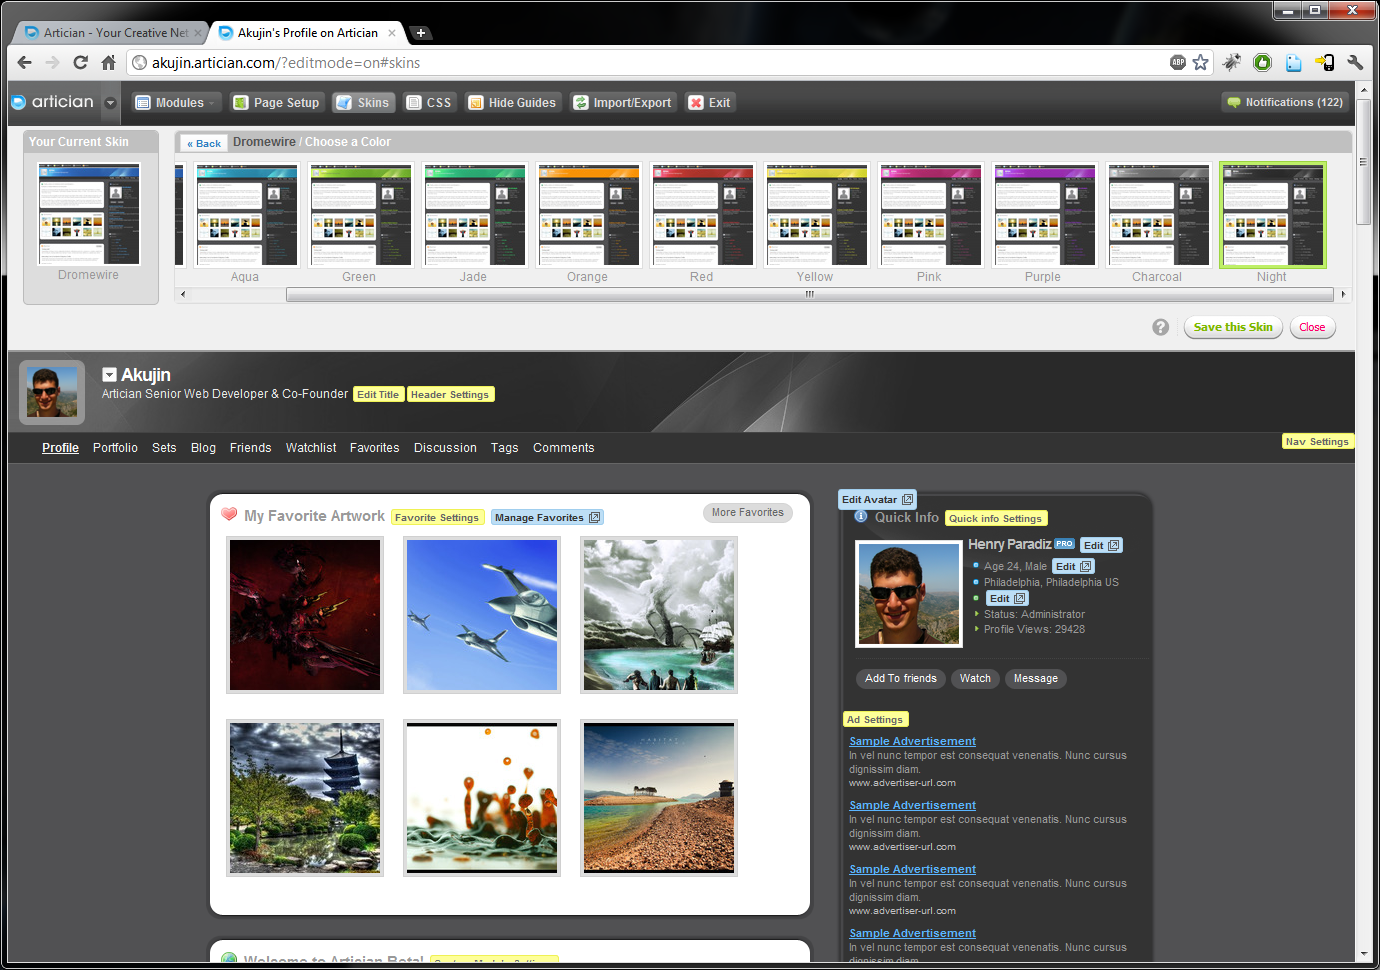 Artician - Your Creative Net
Akujin's Profile on Artician
akujin.artician.com/?editmode=on#skins
ABP
artician
Modules
Page Setup
Skins
CSS
Hide Guides
Import/Export
Exit
Notifications (122)
Your Current Skin
Dromewire
« Back
Dromewire / Choose a Color
Aqua
Green
Jade
Orange
Red
Yellow
Pink
Purple
Charcoal
Night
?
Save this Skin
Close
Akujin
Artician Senior Web Developer & Co-Founder
Edit Title
Header Settings
Profile
Portfolio
Sets
Blog
Friends
Watchlist
Favorites
Discussion
Tags
Comments
Nav Settings
My Favorite Artwork
Favorite Settings
Manage Favorites
More Favorites
HABITAT
Edit Avatar
Quick Info
Quick info Settings
Henry Paradiz PRO Edit
Age 24, Male Edit
Philadelphia, Philadelphia US
Edit
Status: Administrator
Profile Views: 29428
Add To friends
Watch
Message
Ad Settings
Sample Advertisement
In vel nunc tempor est consequat venenatis. Nunc cursus
dignissim diam.
www.advertiser-url.com
Sample Advertisement
In vel nunc tempor est consequat venenatis. Nunc cursus
dignissim diam.
www.advertiser-url.com
Sample Advertisement
In vel nunc tempor est consequat venenatis. Nunc cursus
dignissim diam.
www.advertiser-url.com
Sample Advertisement
In vel nunc tempor est consequat venenatis. Nunc cursus
dignissim diam.
Welcome to Artician Beta!